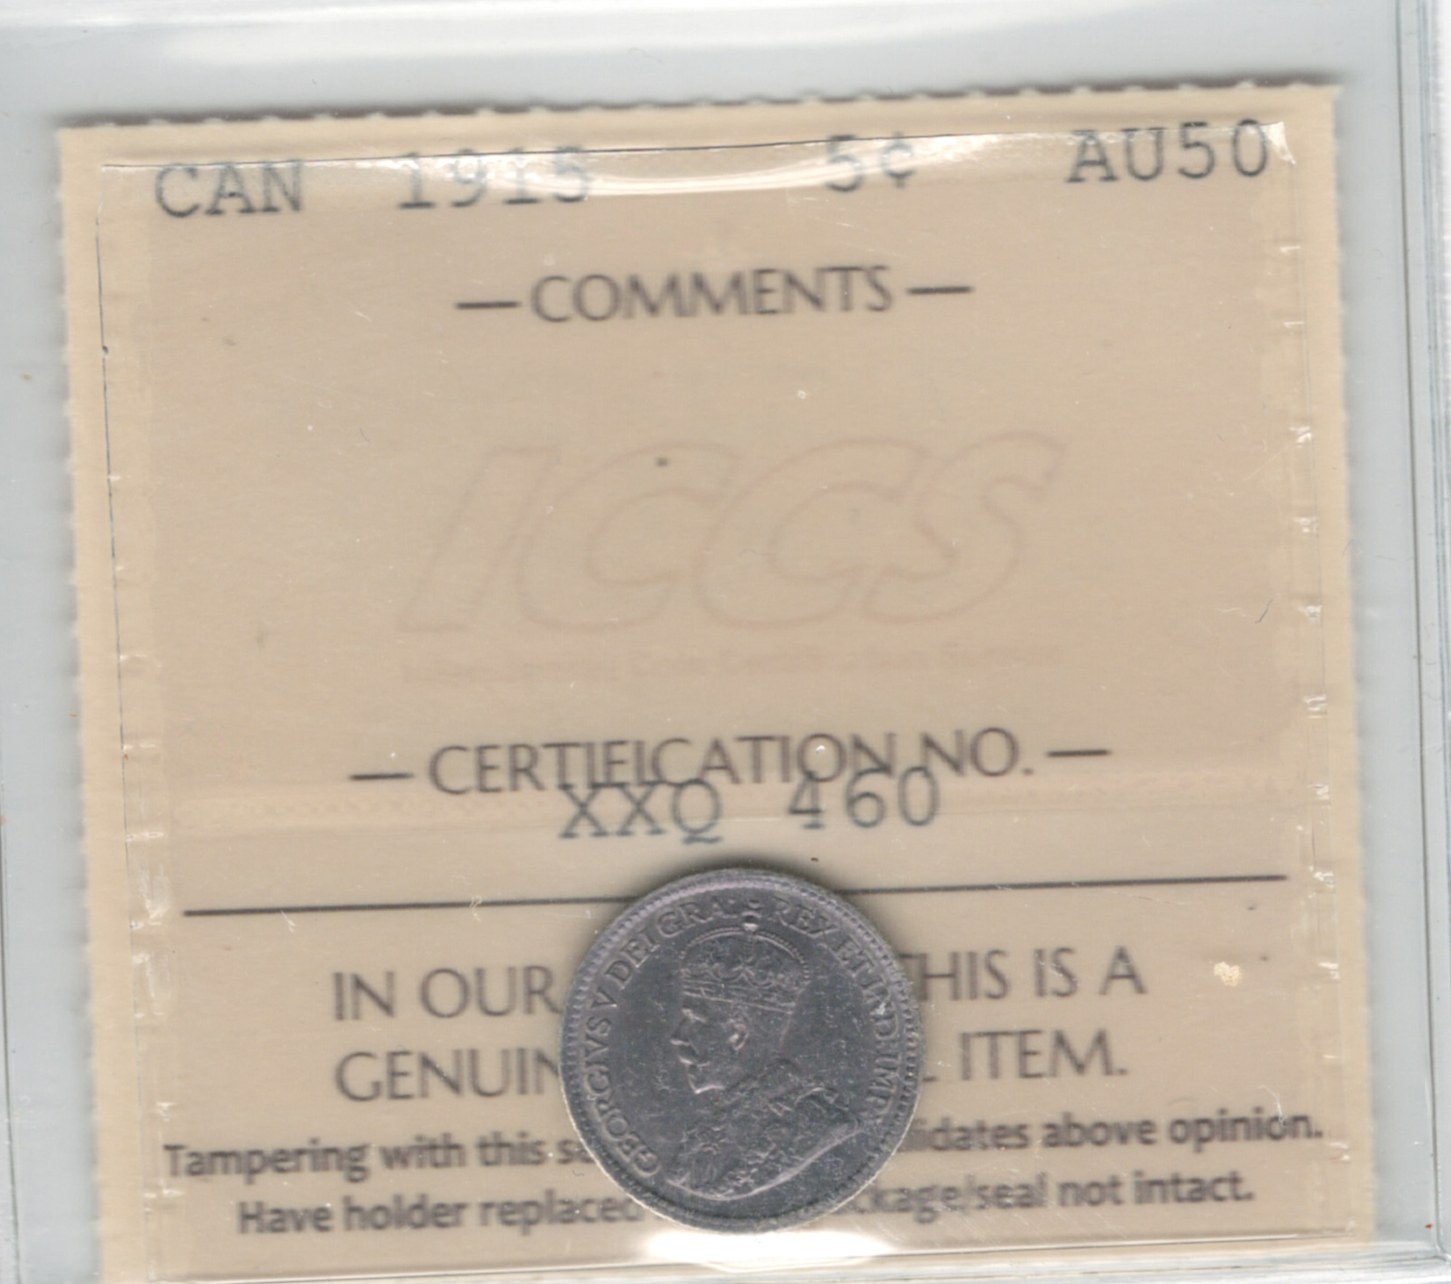 CAN 1915 5¢ AU50
— COMMENTS —
ICCS
— CERTIFICATION NO. —
XXQ 460
IN OUR THIS IS A
GENUIN ITEM.
Tampering with this s lidates above opinion.
Have holder replaced ckage/seal not intact.
GEORGIVS V DEI GRA: REX ET IND:IMP: